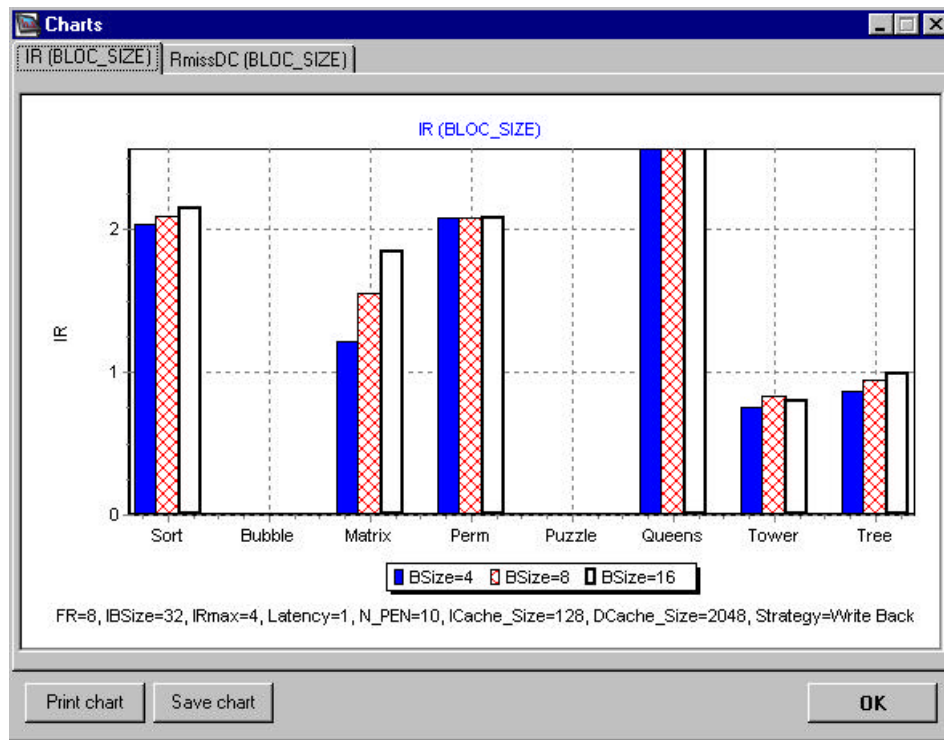 Charts
IR (BLOC_SIZE) RmissDC (BLOC_SIZE)
IR (BLOC_SIZE)
2
IR
1
0
Sort Bubble Matrix Perm Puzzle Queens Tower Tree
BSize=4 BSize=8 BSize=16
FR=8, IBSize=32, IRmax=4, Latency=1, N_PEN=10, ICache_Size=128, DCache_Size=2048, Strategy=Write Back
Print chart Save chart OK